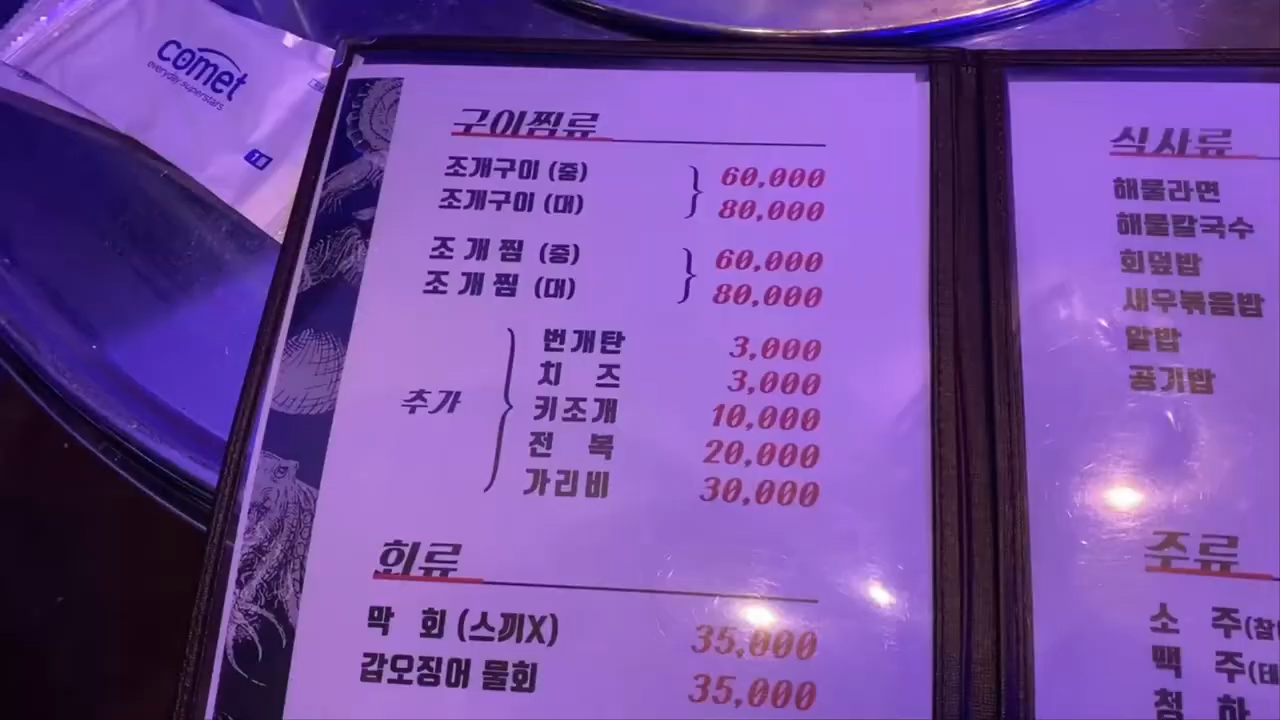 comet
everyday superstars
구이찜류
조개구이 (중) 60,000
조개구이 (대) 80,000
조개찜 (중) 60,000
조개찜 (대) 80,000
추가
번개탄 3,000
치즈 3,000
키조개 10,000
전복 20,000
가리비 30,000
회류
막회 (스끼X) 35,000
갑오징어 물회 35,000
식사류
해물라면
해물칼국수
회덮밥
새우볶음밥
알밥
공기밥
주류
소주(참
맥주(테
청하